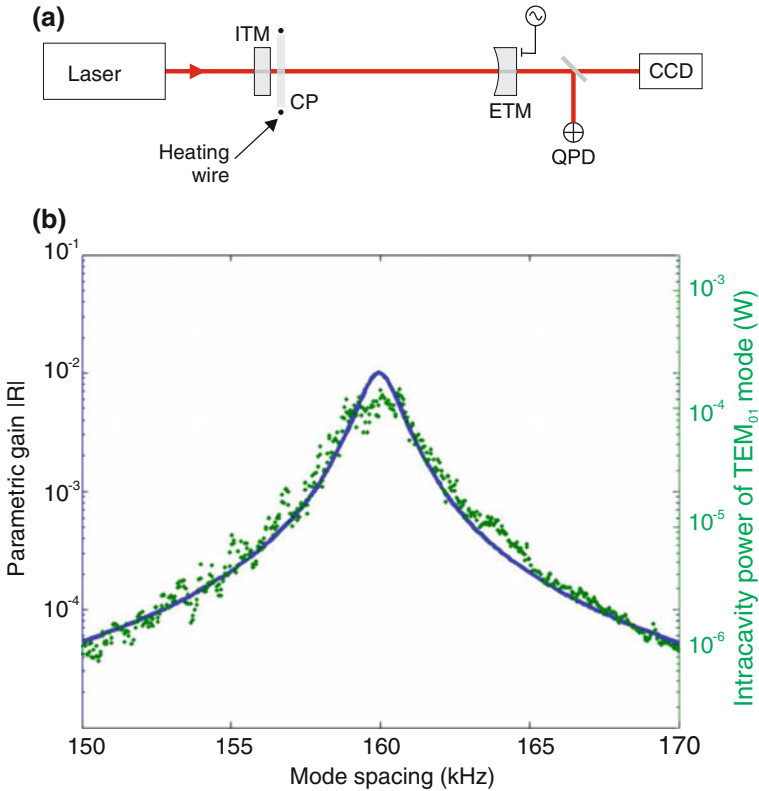 (a)
Laser
ITM
CP
Heating
wire
ETM
CCD
QPD
(b)
Parametric gain |R|
10^-1
10^-2
10^-3
10^-4
10^-3
10^-4
10^-5
10^-6
Intracavity power of TEM_01 mode (W)
150
155
160
165
170
Mode spacing (kHz)